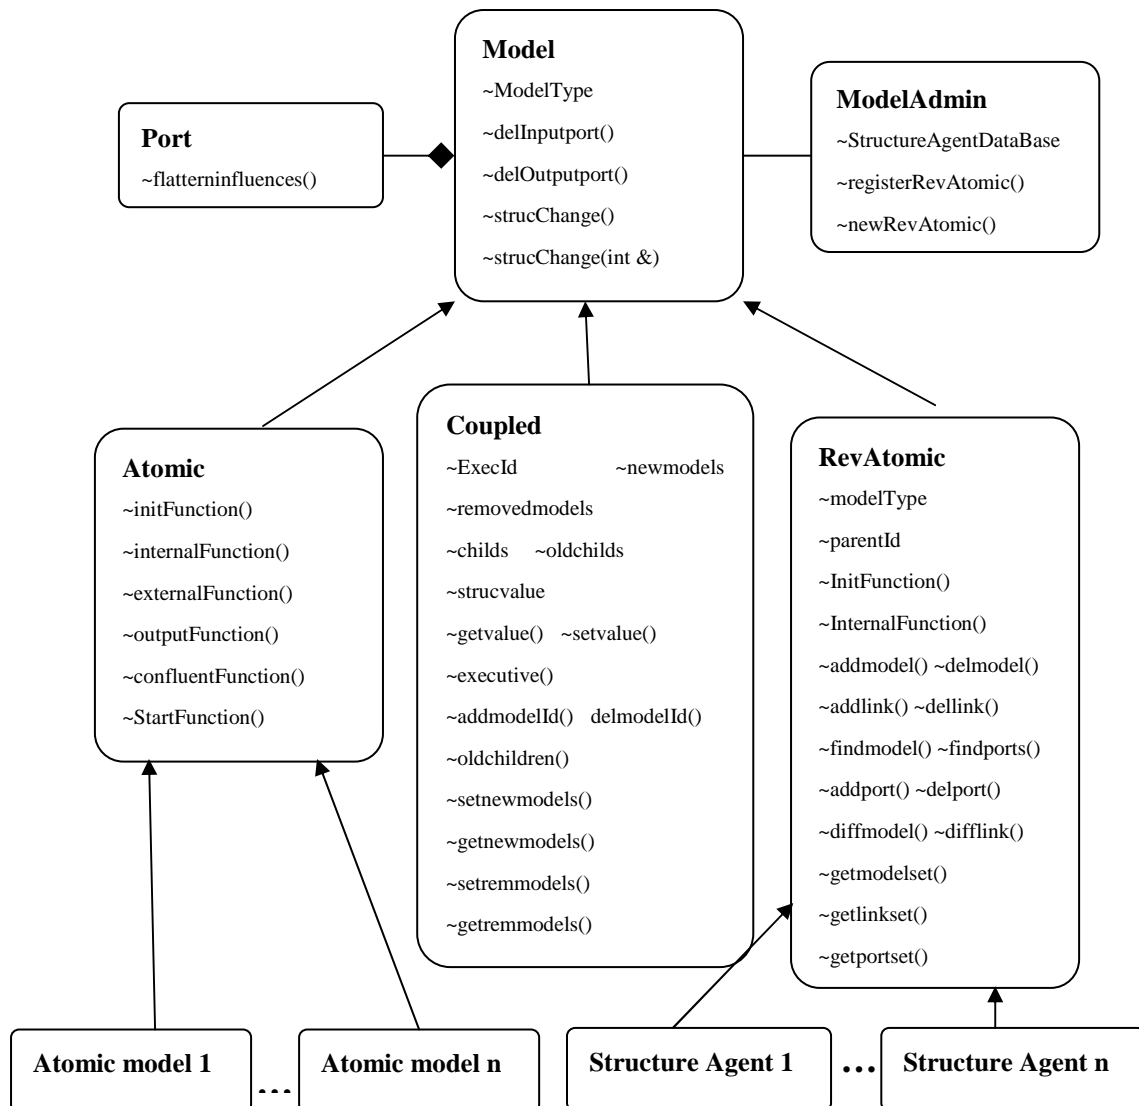 Model
~ModelType
~delInputport()
~delOutputport()
~strucChange()
~strucChange(int &)
Port
~flatterninfluences()
ModelAdmin
~StructureAgentDataBase
~registerRevAtomic()
~newRevAtomic()
Atomic
~initFunction()
~internalFunction()
~externalFunction()
~outputFunction()
~confluentFunction()
~StartFunction()
Coupled
~ExecId ~newmodels
~removedmodels
~childs ~oldchilds
~strucvalue
~getvalue() ~setvalue()
~executive()
~addmodelId() delmodelId()
~oldchildren()
~setnewmodels()
~getnewmodels()
~setremmodels()
~getremmodels()
RevAtomic
~modelType
~parentId
~InitFunction()
~InternalFunction()
~addmodel() ~delmodel()
~addlink() ~dellink()
~findmodel() ~findports()
~addport() ~delport()
~diffmodel() ~difflink()
~getmodelset()
~getlinkset()
~getportset()
Atomic model 1
...
Atomic model n
Structure Agent 1
...
Structure Agent n